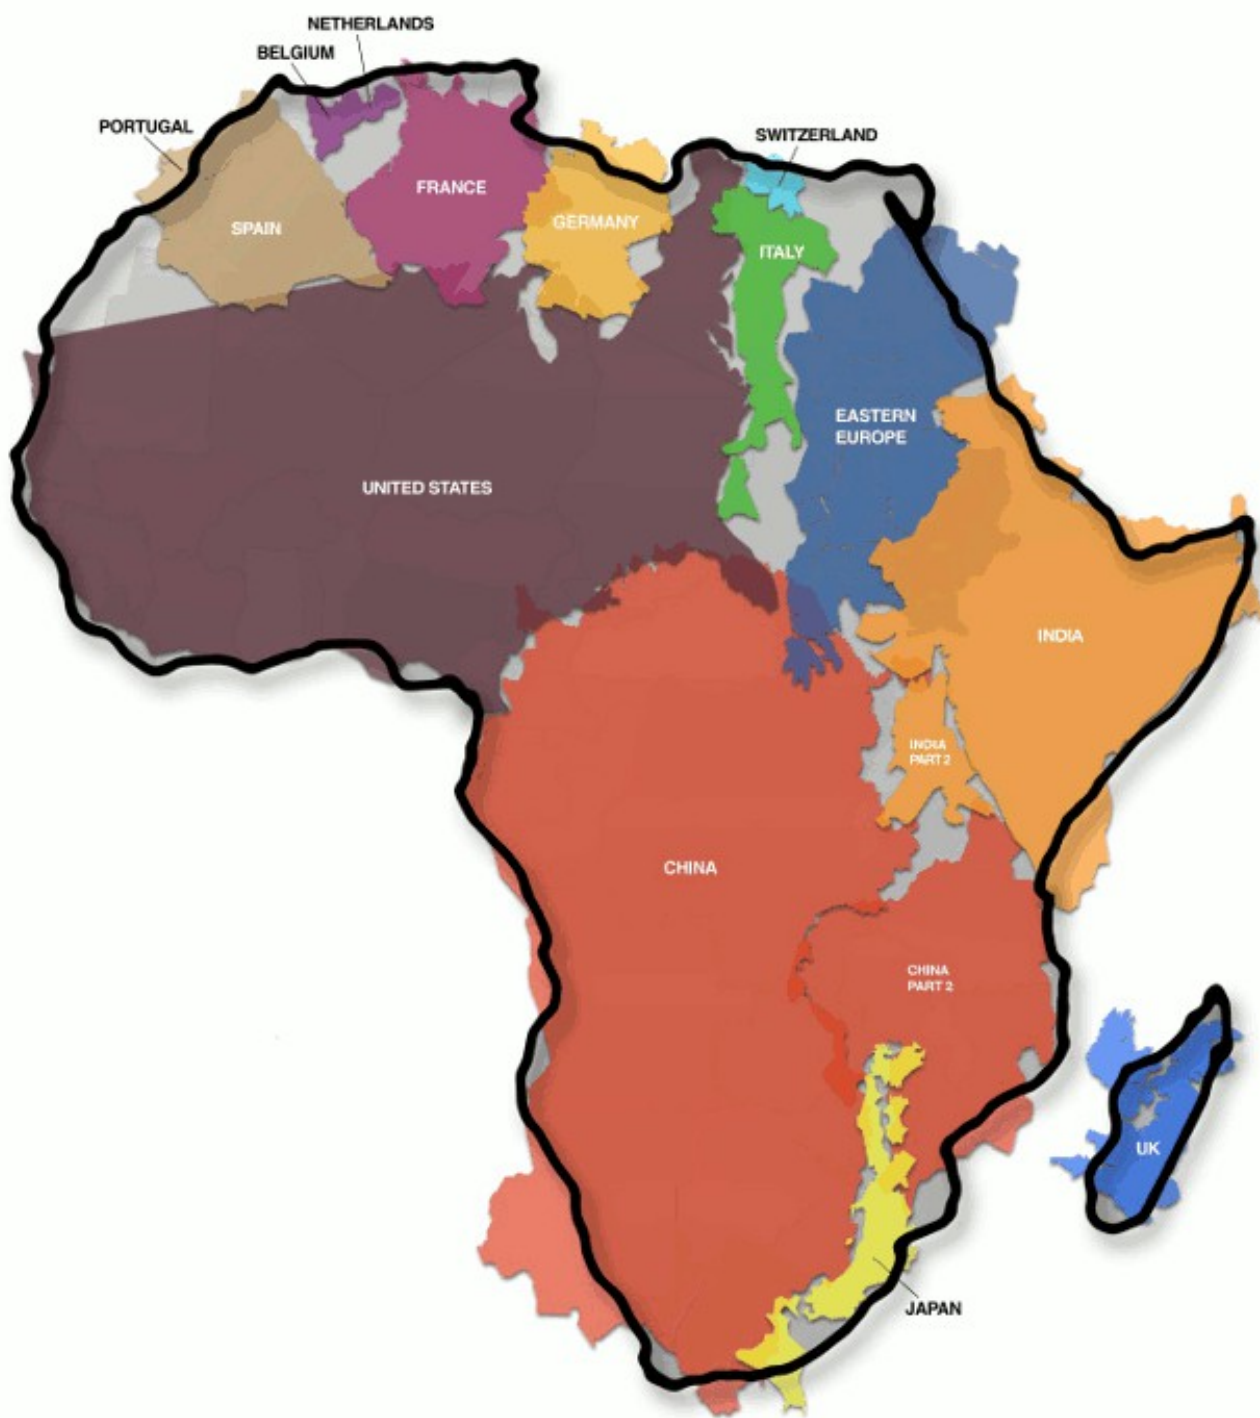 NETHERLANDS
BELGIUM
PORTUGAL
SWITZERLAND
FRANCE
SPAIN
GERMANY
ITALY
EASTERN
EUROPE
UNITED STATES
INDIA
INDIA
PART 2
CHINA
CHINA
PART 2
UK
JAPAN